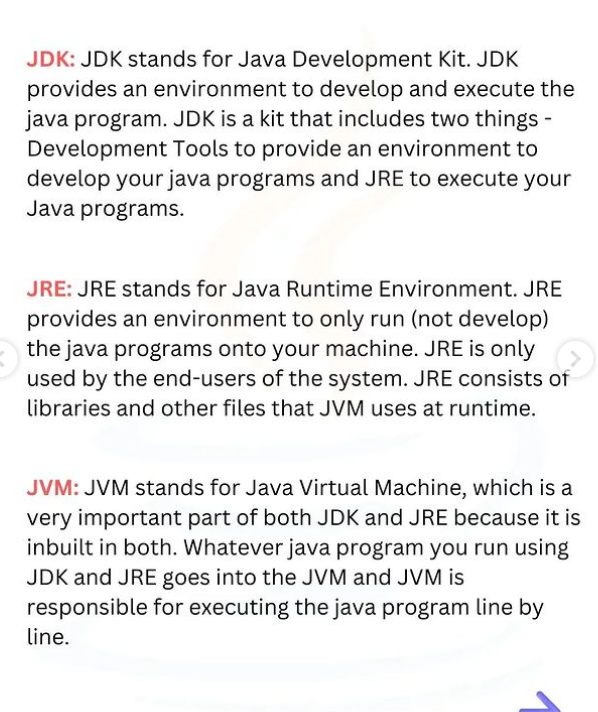 JDK: JDK stands for Java Development Kit. JDK
provides an environment to develop and execute the
java program. JDK is a kit that includes two things -
Development Tools to provide an environment to
develop your java programs and JRE to execute your
Java programs.
JRE: JRE stands for Java Runtime Environment. JRE
provides an environment to only run (not develop)
the java programs onto your machine. JRE is only
used by the end-users of the system. JRE consists of
libraries and other files that JVM uses at runtime.
JVM: JVM stands for Java Virtual Machine, which is a
very important part of both JDK and JRE because it is
inbuilt in both. Whatever java program you run using
JDK and JRE goes into the JVM and JVM is
responsible for executing the java program line by
line.